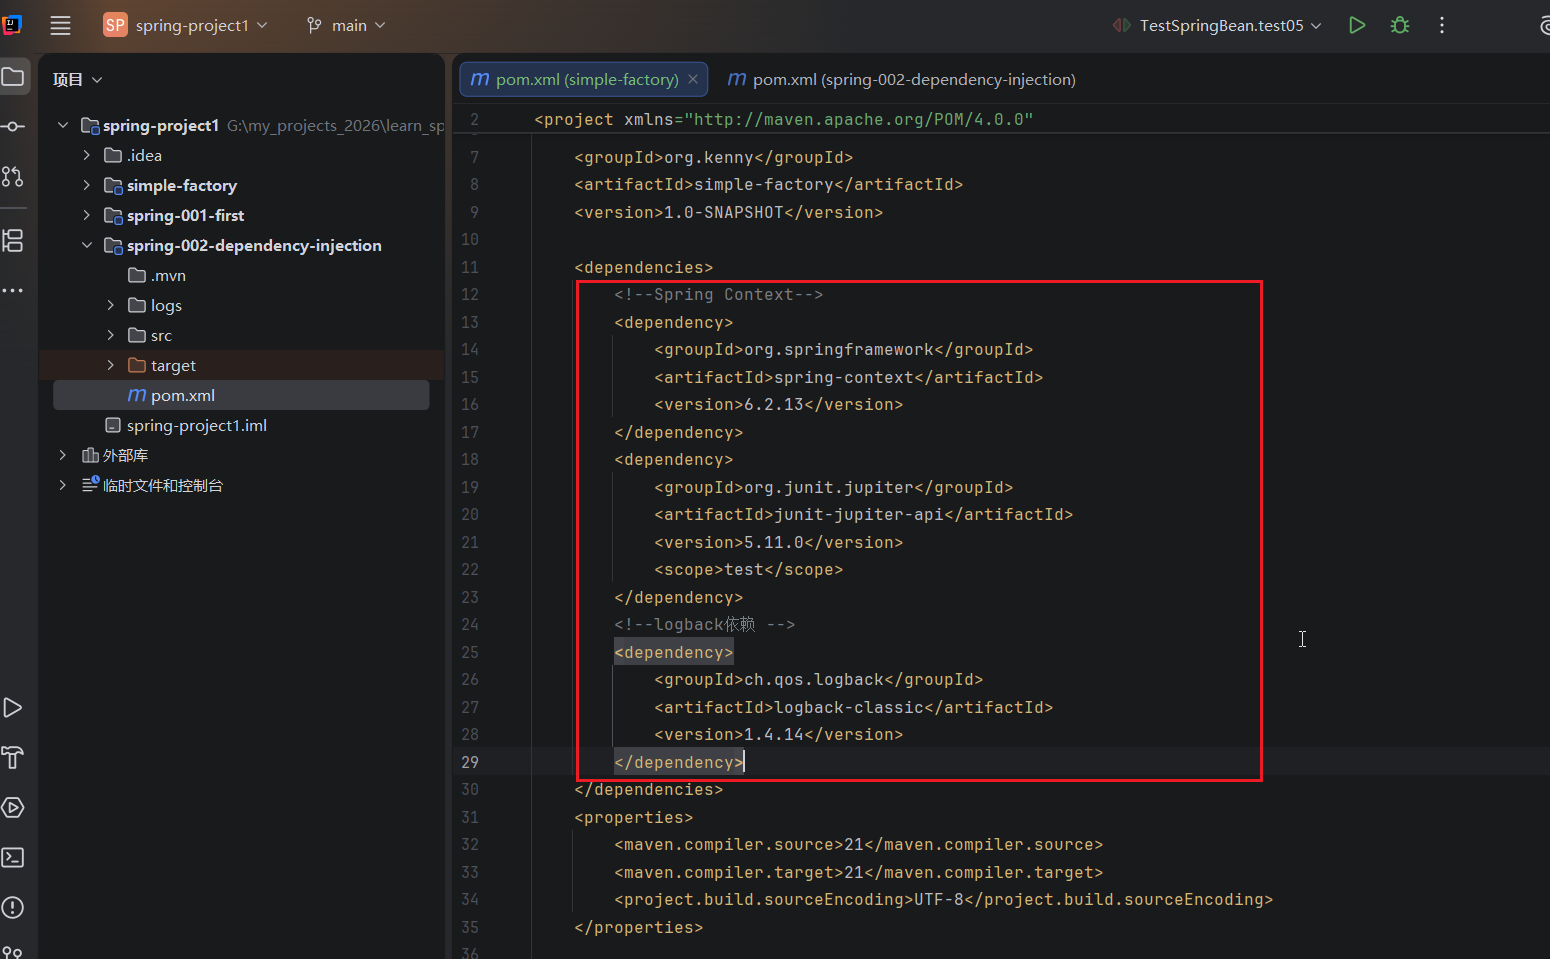 SP spring-project1
main
TestSpringBean.test05
项目
spring-project1 G:\my_projects_2026\learn_sp
.idea
simple-factory
spring-001-first
spring-002-dependency-injection
.mvn
logs
src
target
pom.xml
spring-project1.iml
外部库
临时文件和控制台
pom.xml (simple-factory)
pom.xml (spring-002-dependency-injection)
2 <project xmlns="http://maven.apache.org/POM/4.0.0"
7 <groupId>org.kenny</groupId>
8 <artifactId>simple-factory</artifactId>
9 <version>1.0-SNAPSHOT</version>
10
11 <dependencies>
12 <!--Spring Context-->
13 <dependency>
14 <groupId>org.springframework</groupId>
15 <artifactId>spring-context</artifactId>
16 <version>6.2.13</version>
17 </dependency>
18 <dependency>
19 <groupId>org.junit.jupiter</groupId>
20 <artifactId>junit-jupiter-api</artifactId>
21 <version>5.11.0</version>
22 <scope>test</scope>
23 </dependency>
24 <!--logback依赖 -->
25 <dependency>
26 <groupId>ch.qos.logback</groupId>
27 <artifactId>logback-classic</artifactId>
28 <version>1.4.14</version>
29 </dependency>
30 </dependencies>
31 <properties>
32 <maven.compiler.source>21</maven.compiler.source>
33 <maven.compiler.target>21</maven.compiler.target>
34 <project.build.sourceEncoding>UTF-8</project.build.sourceEncoding>
35 </properties>
36